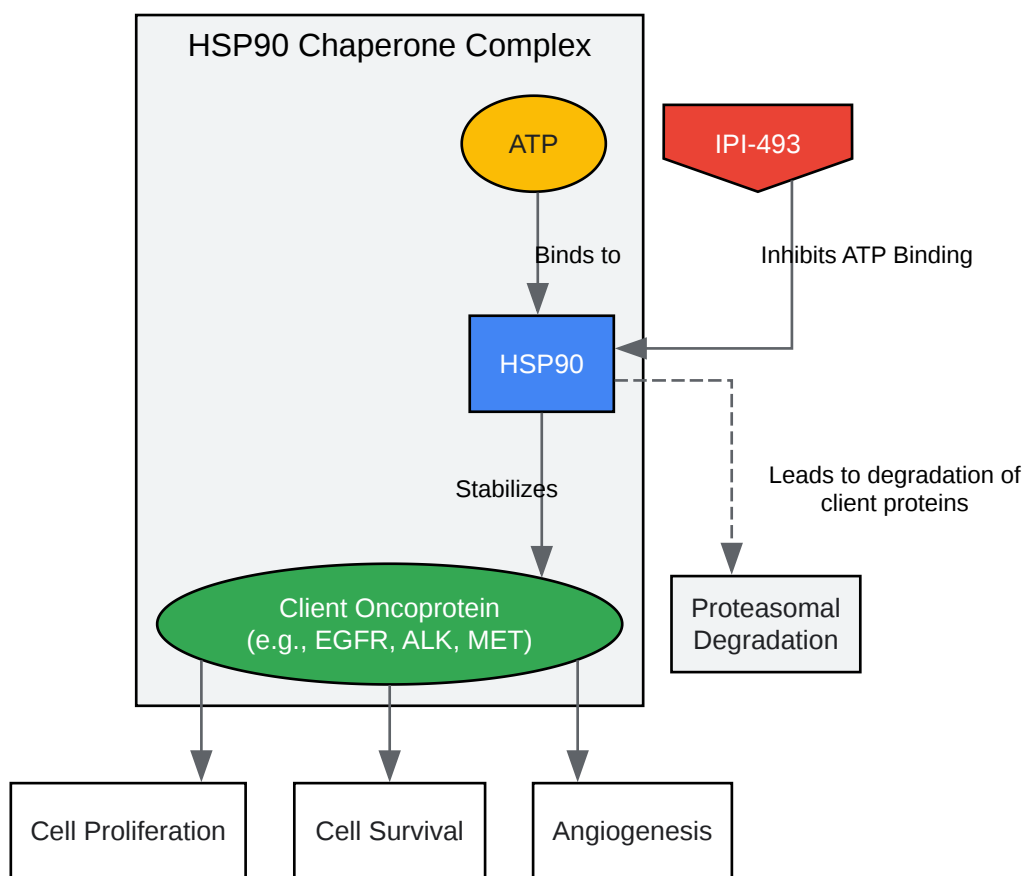 HSP90 Chaperone Complex
ATP
IPI-493
Binds to
Inhibits ATP Binding
HSP90
Stabilizes
Leads to degradation of
client proteins
Client Oncoprotein
(e.g., EGFR, ALK, MET)
Proteasomal
Degradation
Cell Proliferation
Cell Survival
Angiogenesis